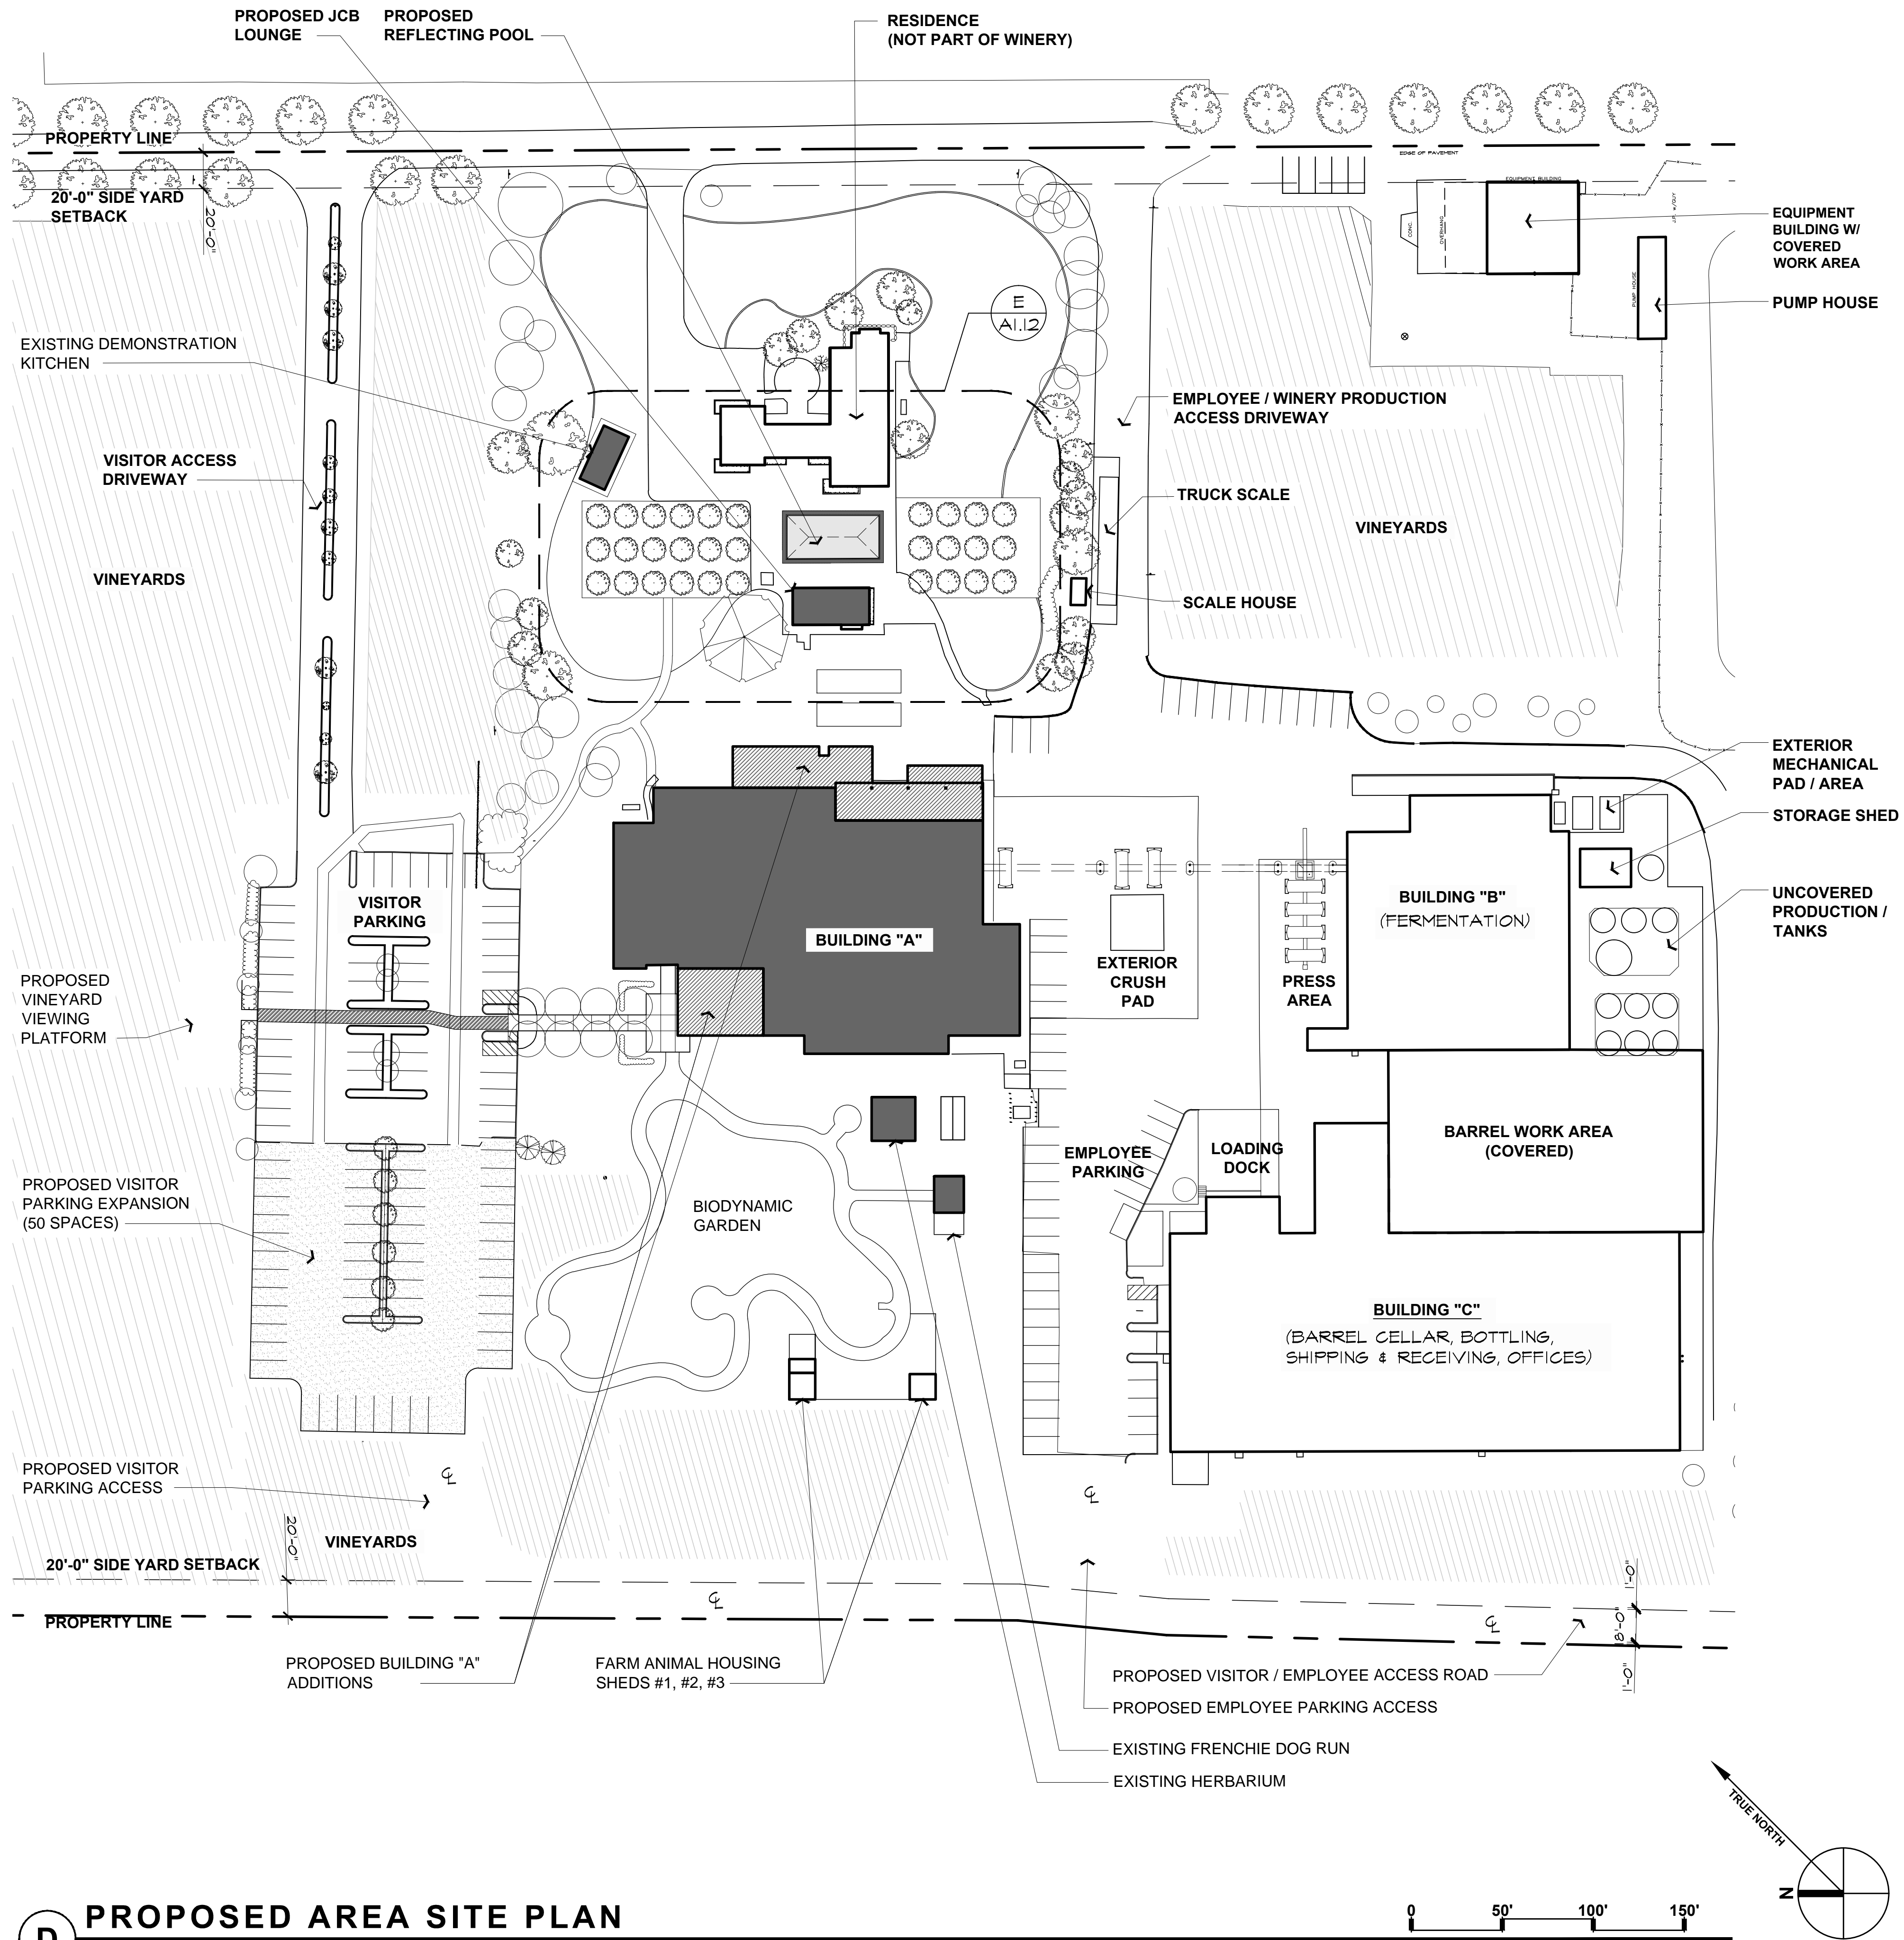 PROPOSED JCB
LOUNGE
PROPOSED
REFLECTING POOL
RESIDENCE
(NOT PART OF WINERY)
PROPERTY LINE
20'-0" SIDE YARD
SETBACK
20'-0"
EDGE OF PAVEMENT
EQUIPMENT BUILDING
CONC.
OVERHANG
PUMP HOUSE
EQUIPMENT
BUILDING W/
COVERED
WORK AREA
PUMP HOUSE
E
A1.12
EXISTING DEMONSTRATION
KITCHEN
EMPLOYEE / WINERY PRODUCTION
ACCESS DRIVEWAY
VISITOR ACCESS
DRIVEWAY
TRUCK SCALE
VINEYARDS
VINEYARDS
SCALE HOUSE
EXTERIOR
MECHANICAL
PAD / AREA
STORAGE SHED
VISITOR
PARKING
BUILDING "A"
BUILDING "B"
(FERMENTATION)
UNCOVERED
PRODUCTION /
TANKS
EXTERIOR
CRUSH
PAD
PRESS
AREA
PROPOSED
VINEYARD
VIEWING
PLATFORM
EMPLOYEE
PARKING
LOADING
DOCK
BARREL WORK AREA
(COVERED)
PROPOSED VISITOR
PARKING EXPANSION
(50 SPACES)
BIODYNAMIC
GARDEN
BUILDING "C"
(BARREL CELLAR, BOTTLING,
SHIPPING & RECEIVING, OFFICES)
PROPOSED VISITOR
PARKING ACCESS
℄
℄
VINEYARDS
20'-0"
20'-0" SIDE YARD SETBACK
℄
℄
PROPERTY LINE
1'-0"
18'-0"
1'-0"
PROPOSED BUILDING "A"
ADDITIONS
FARM ANIMAL HOUSING
SHEDS #1, #2, #3
PROPOSED VISITOR / EMPLOYEE ACCESS ROAD
PROPOSED EMPLOYEE PARKING ACCESS
EXISTING FRENCHIE DOG RUN
EXISTING HERBARIUM
TRUE NORTH
N
D
PROPOSED AREA SITE PLAN
0 50' 100' 150'